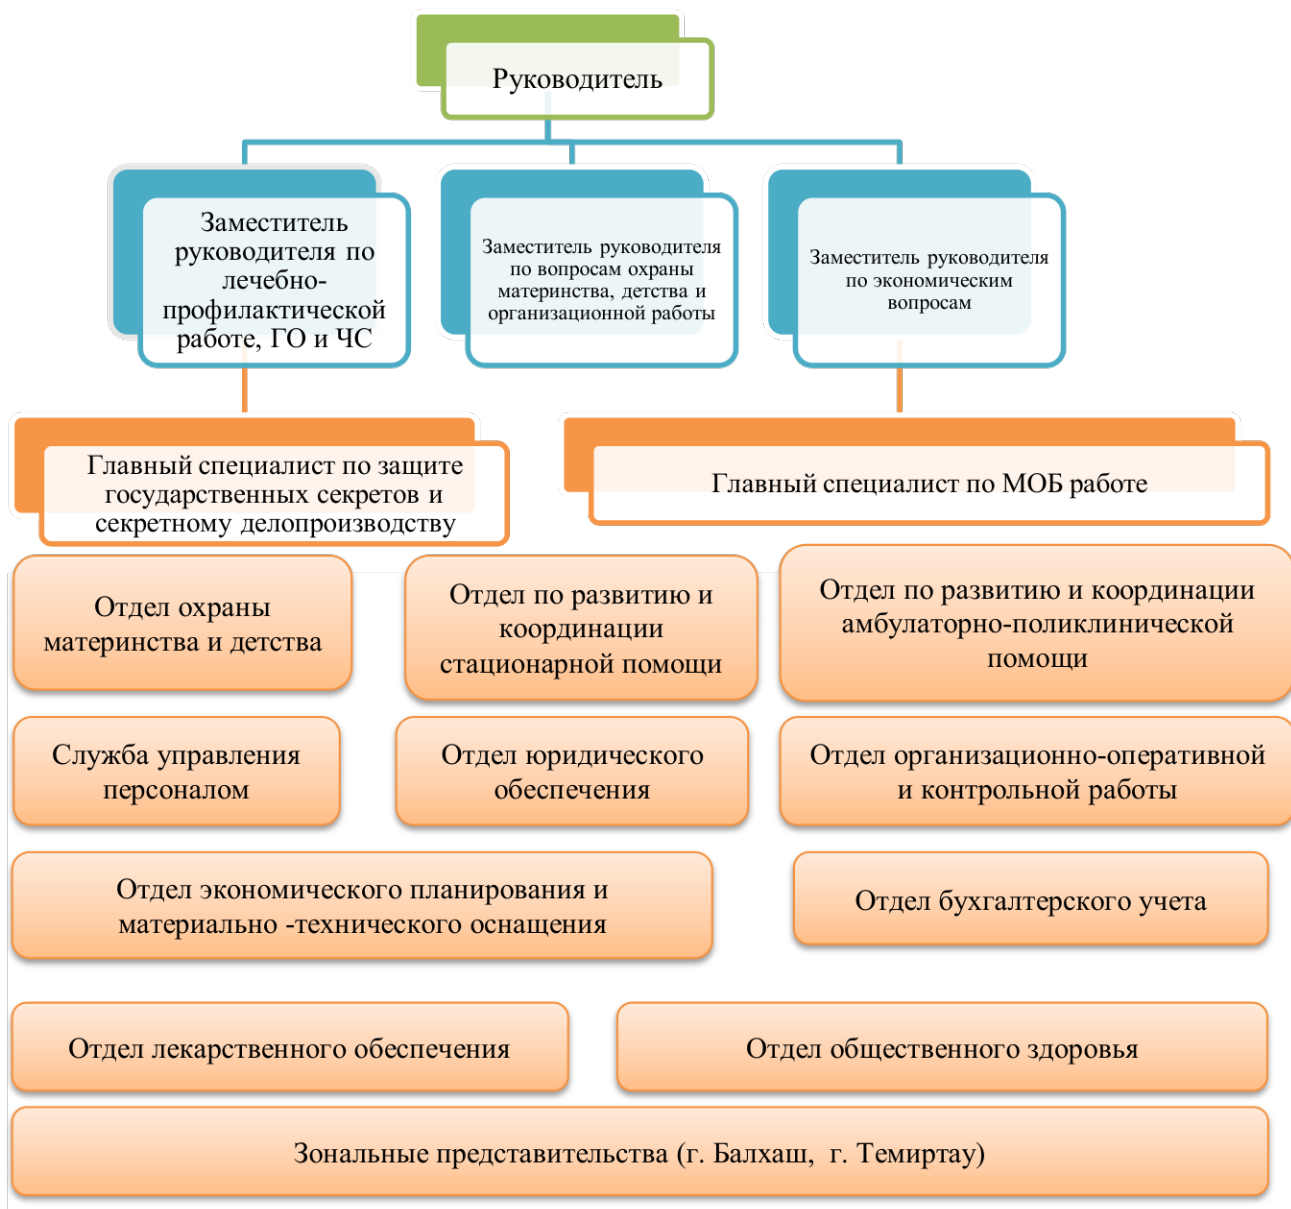 Руководитель
Заместитель
руководителя по
лечебно-
профилактической
работе, ГО и ЧС
Заместитель руководителя
по вопросам охраны
материнства, детства и
организационной работы
Заместитель руководителя
по экономическим
вопросам
Главный специалист по защите
государственных секретов и
секретному делопроизводству
Главный специалист по МОБ работе
Отдел охраны
материнства и детства
Отдел по развитию и
координации
стационарной помощи
Отдел по развитию и координации
амбулаторно-поликлинической
помощи
Служба управления
персоналом
Отдел юридического
обеспечения
Отдел организационно-оперативной
и контрольной работы
Отдел экономического планирования и
материально -технического оснащения
Отдел бухгалтерского учета
Отдел лекарственного обеспечения
Отдел общественного здоровья
Зональные представительства (г. Балхаш,  г. Темиртау)